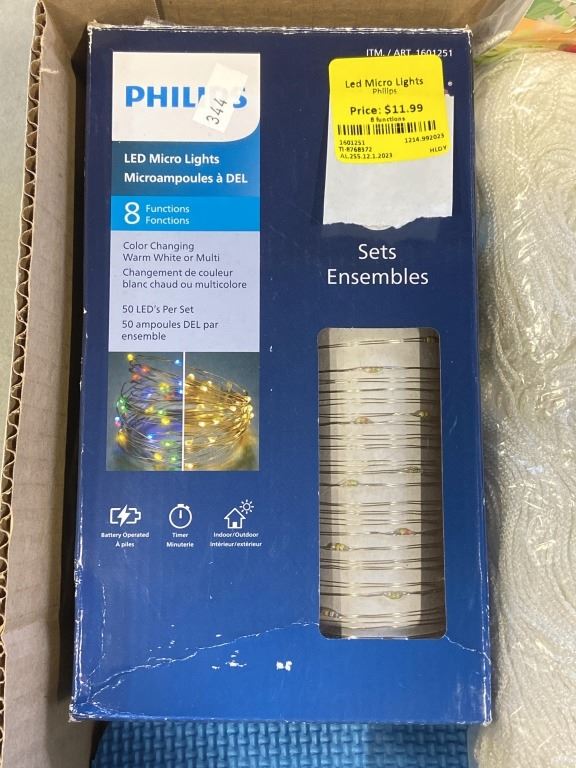 ITM. / ART. 1601251
PHILIPS
344
Led Micro Lights
Philips
Price: $11.99
8 functions
1601251
1214.992023
TI-8768572
HLDY
AL.255.12.1.2023
LED Micro Lights
Microampoules à DEL
8 Functions
Fonctions
Color Changing
Warm White or Multi
Changement de couleur
blanc chaud ou multicolore
50 LED's Per Set
50 ampoules DEL par
ensemble
Sets
Ensembles
Battery Operated
À piles
Timer
Minuterie
Indoor/Outdoor
Intérieur/extérieur